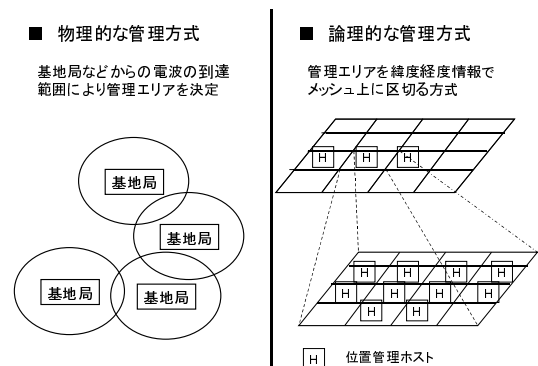 ■ 物理的な管理方式
基地局などからの電波の到達
範囲により管理エリアを決定
基地局
基地局
基地局
基地局
■ 論理的な管理方式
管理エリアを緯度経度情報で
メッシュ上に区切る方式
H H H
H H H H
H H H H
H H
H 位置管理ホスト